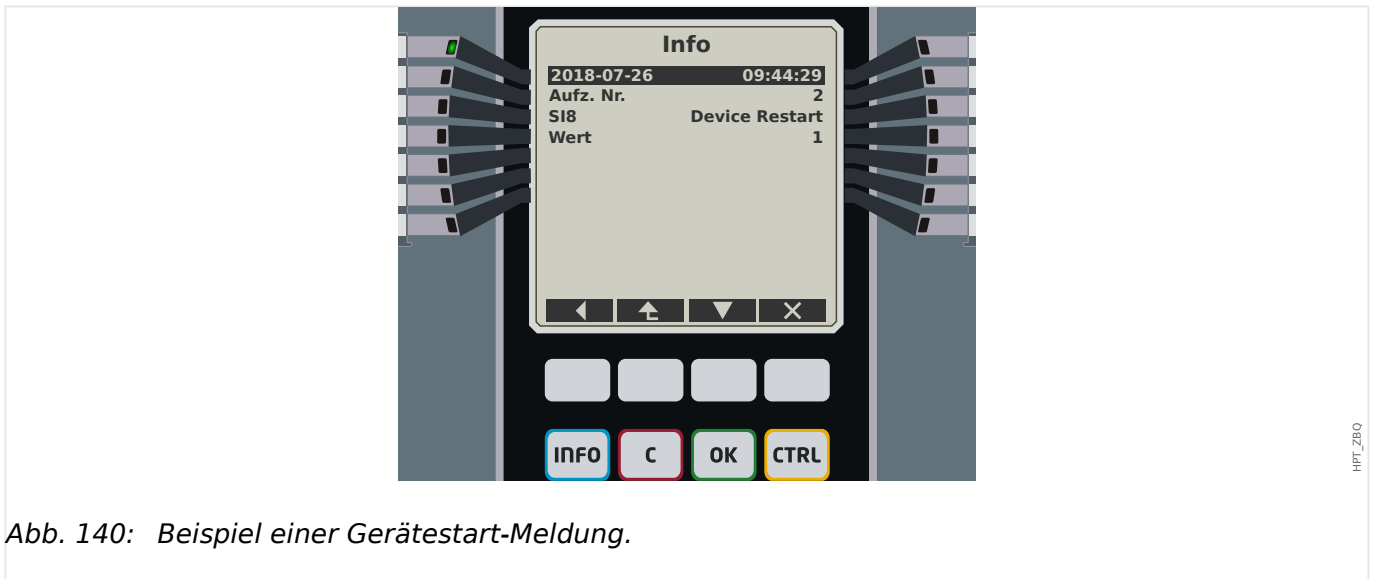 Info
2018-07-26 09:44:29
Aufz. Nr. 2
SI8 Device Restart
Wert 1
INFO C OK CTRL
HPT_ZBQ
Abb. 140: Beispiel einer Gerätestart-Meldung.